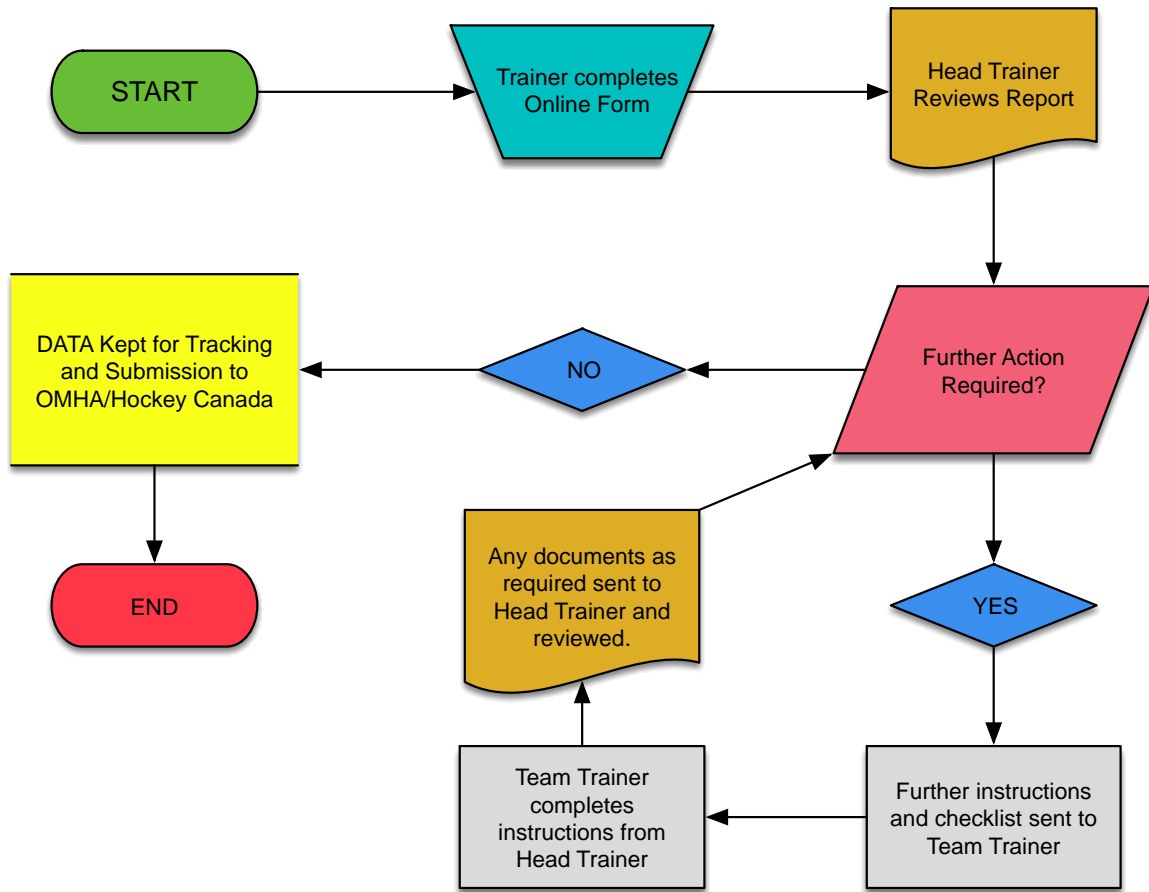 START
Trainer completes
Online Form
Head Trainer
Reviews Report
DATA Kept for Tracking
and Submission to
OMHA/Hockey Canada
NO
Further Action
Required?
END
Any documents as
required sent to
Head Trainer and
reviewed.
YES
Team Trainer
completes
instructions from
Head Trainer
Further instructions
and checklist sent to
Team Trainer